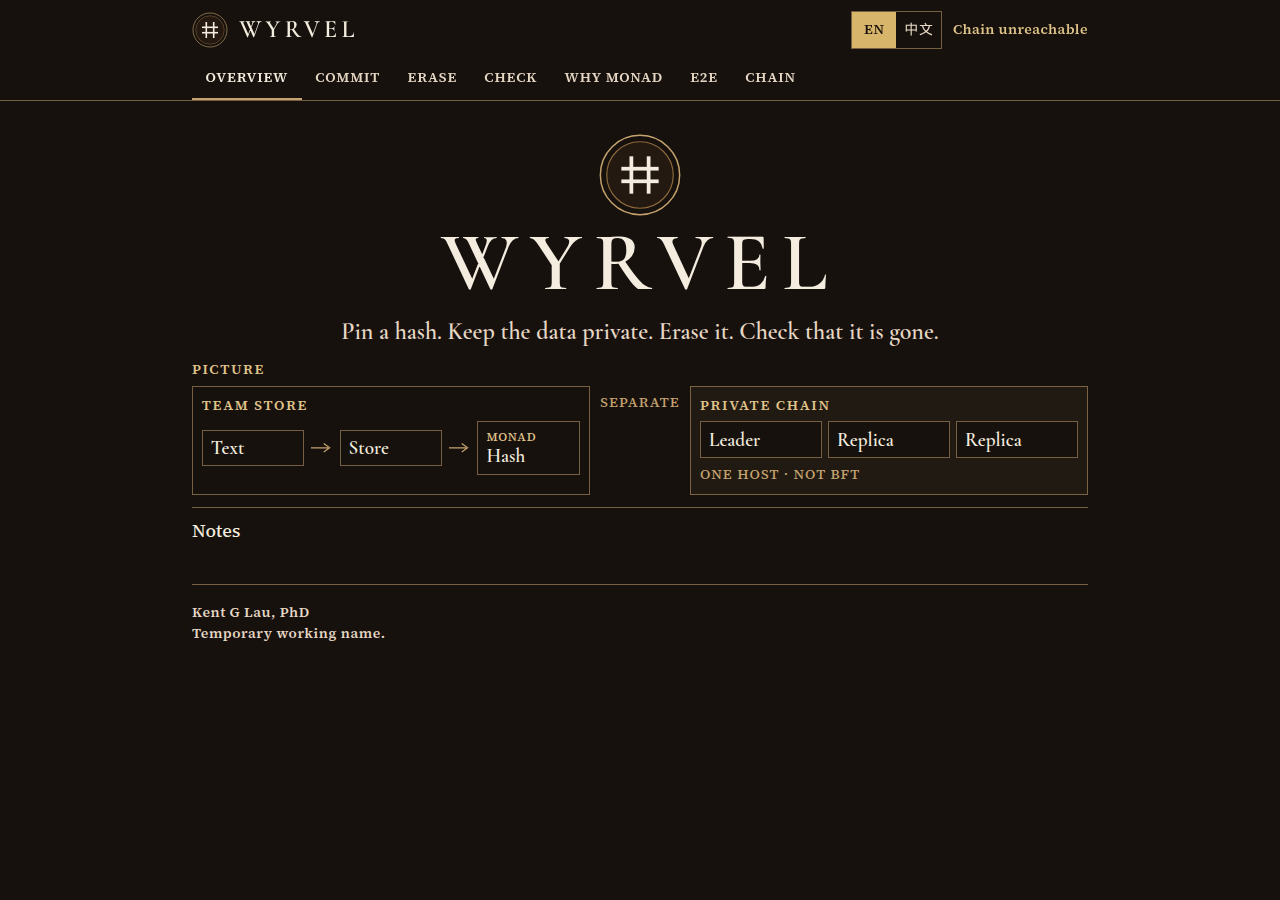 WYRVEL
EN 中文 Chain unreachable
OVERVIEW COMMIT ERASE CHECK WHY MONAD E2E CHAIN
WYRVEL
Pin a hash. Keep the data private. Erase it. Check that it is gone.
PICTURE
TEAM STORE
Text → Store → MONAD
Hash
SEPARATE
PRIVATE CHAIN
Leader Replica Replica
ONE HOST · NOT BFT
Notes
Kent G Lau, PhD
Temporary working name.